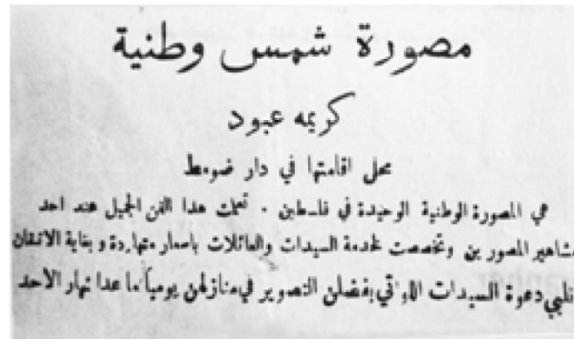 مصورة شمس وطنية
كريمه عبود
محل اقامتها في دار ضومط
هي المصورة الوطنية الوحيدة في فلسطين . تعلمت هدا الفن الجميل عند احد
مشاهير المصورين وتخصصت لخدمة السيدات والعائلات باسعار متهاودة وبغاية الاتقان
تلبي دعوة السيدات اللواتي يفضلن التصوير في منازلهن يومياً ما عدا نهار الاحد